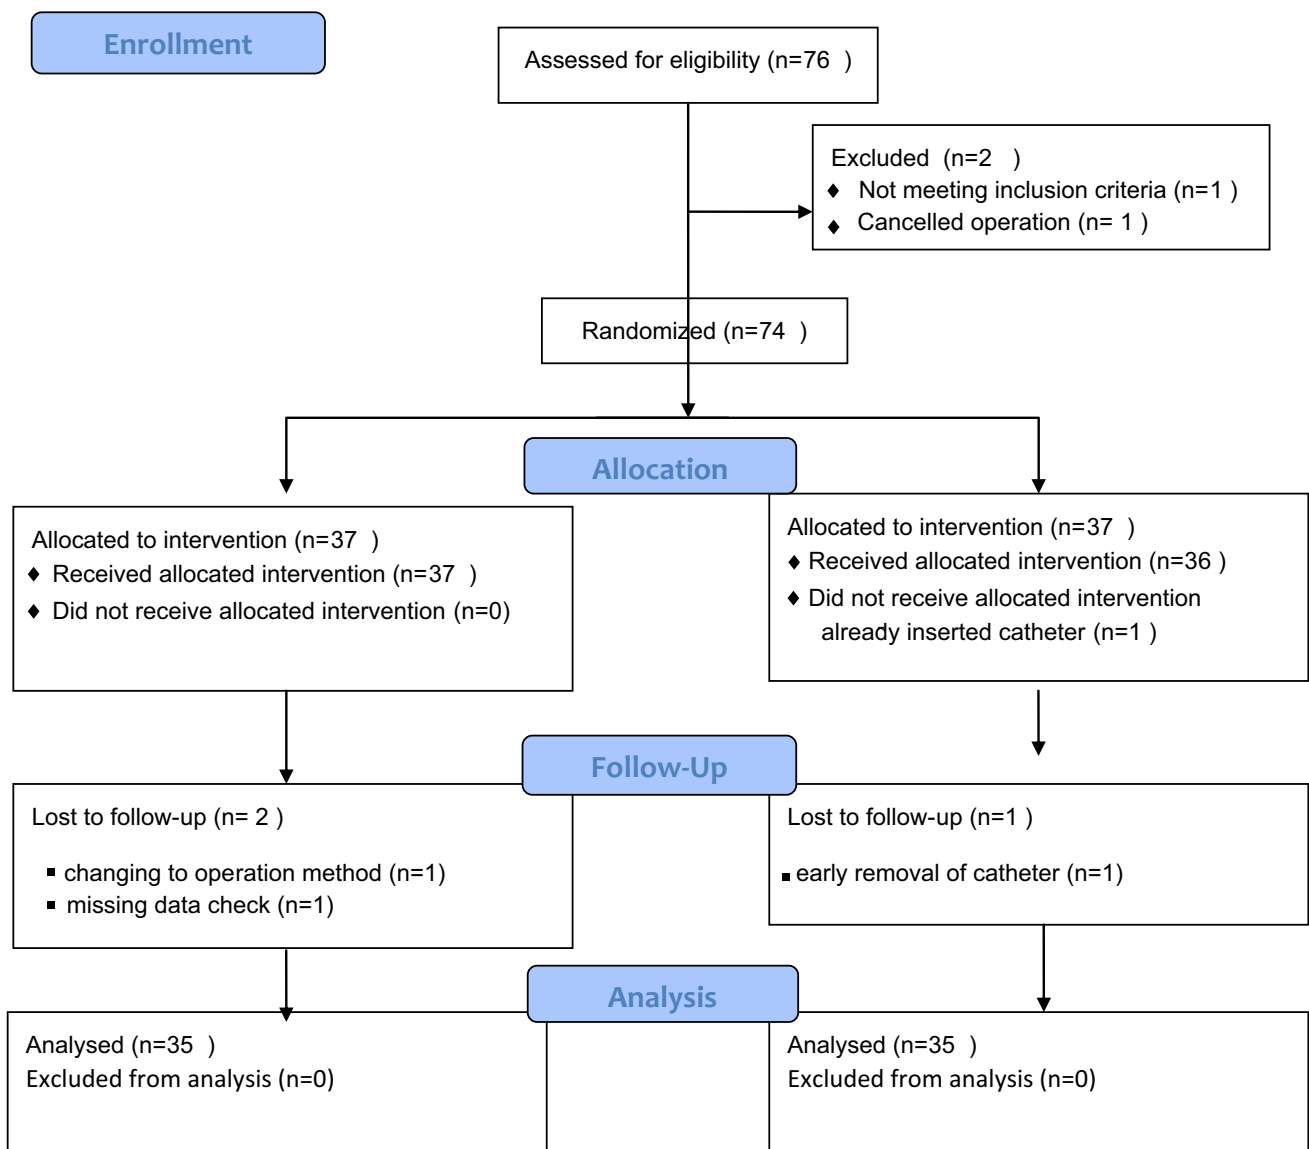 Enrollment
Assessed for eligibility (n=76 )
Excluded (n=2 )
♦ Not meeting inclusion criteria (n=1 )
♦ Cancelled operation (n= 1 )
Randomized (n=74 )
Allocation
Allocated to intervention (n=37 )
♦ Received allocated intervention (n=37 )
♦ Did not receive allocated intervention (n=0)
Allocated to intervention (n=37 )
♦ Received allocated intervention (n=36 )
♦ Did not receive allocated intervention
already inserted catheter (n=1 )
Follow-Up
Lost to follow-up (n= 2 )
▪ changing to operation method (n=1)
▪ missing data check (n=1)
Lost to follow-up (n=1 )
▪ early removal of catheter (n=1)
Analysis
Analysed (n=35 )
Excluded from analysis (n=0)
Analysed (n=35 )
Excluded from analysis (n=0)